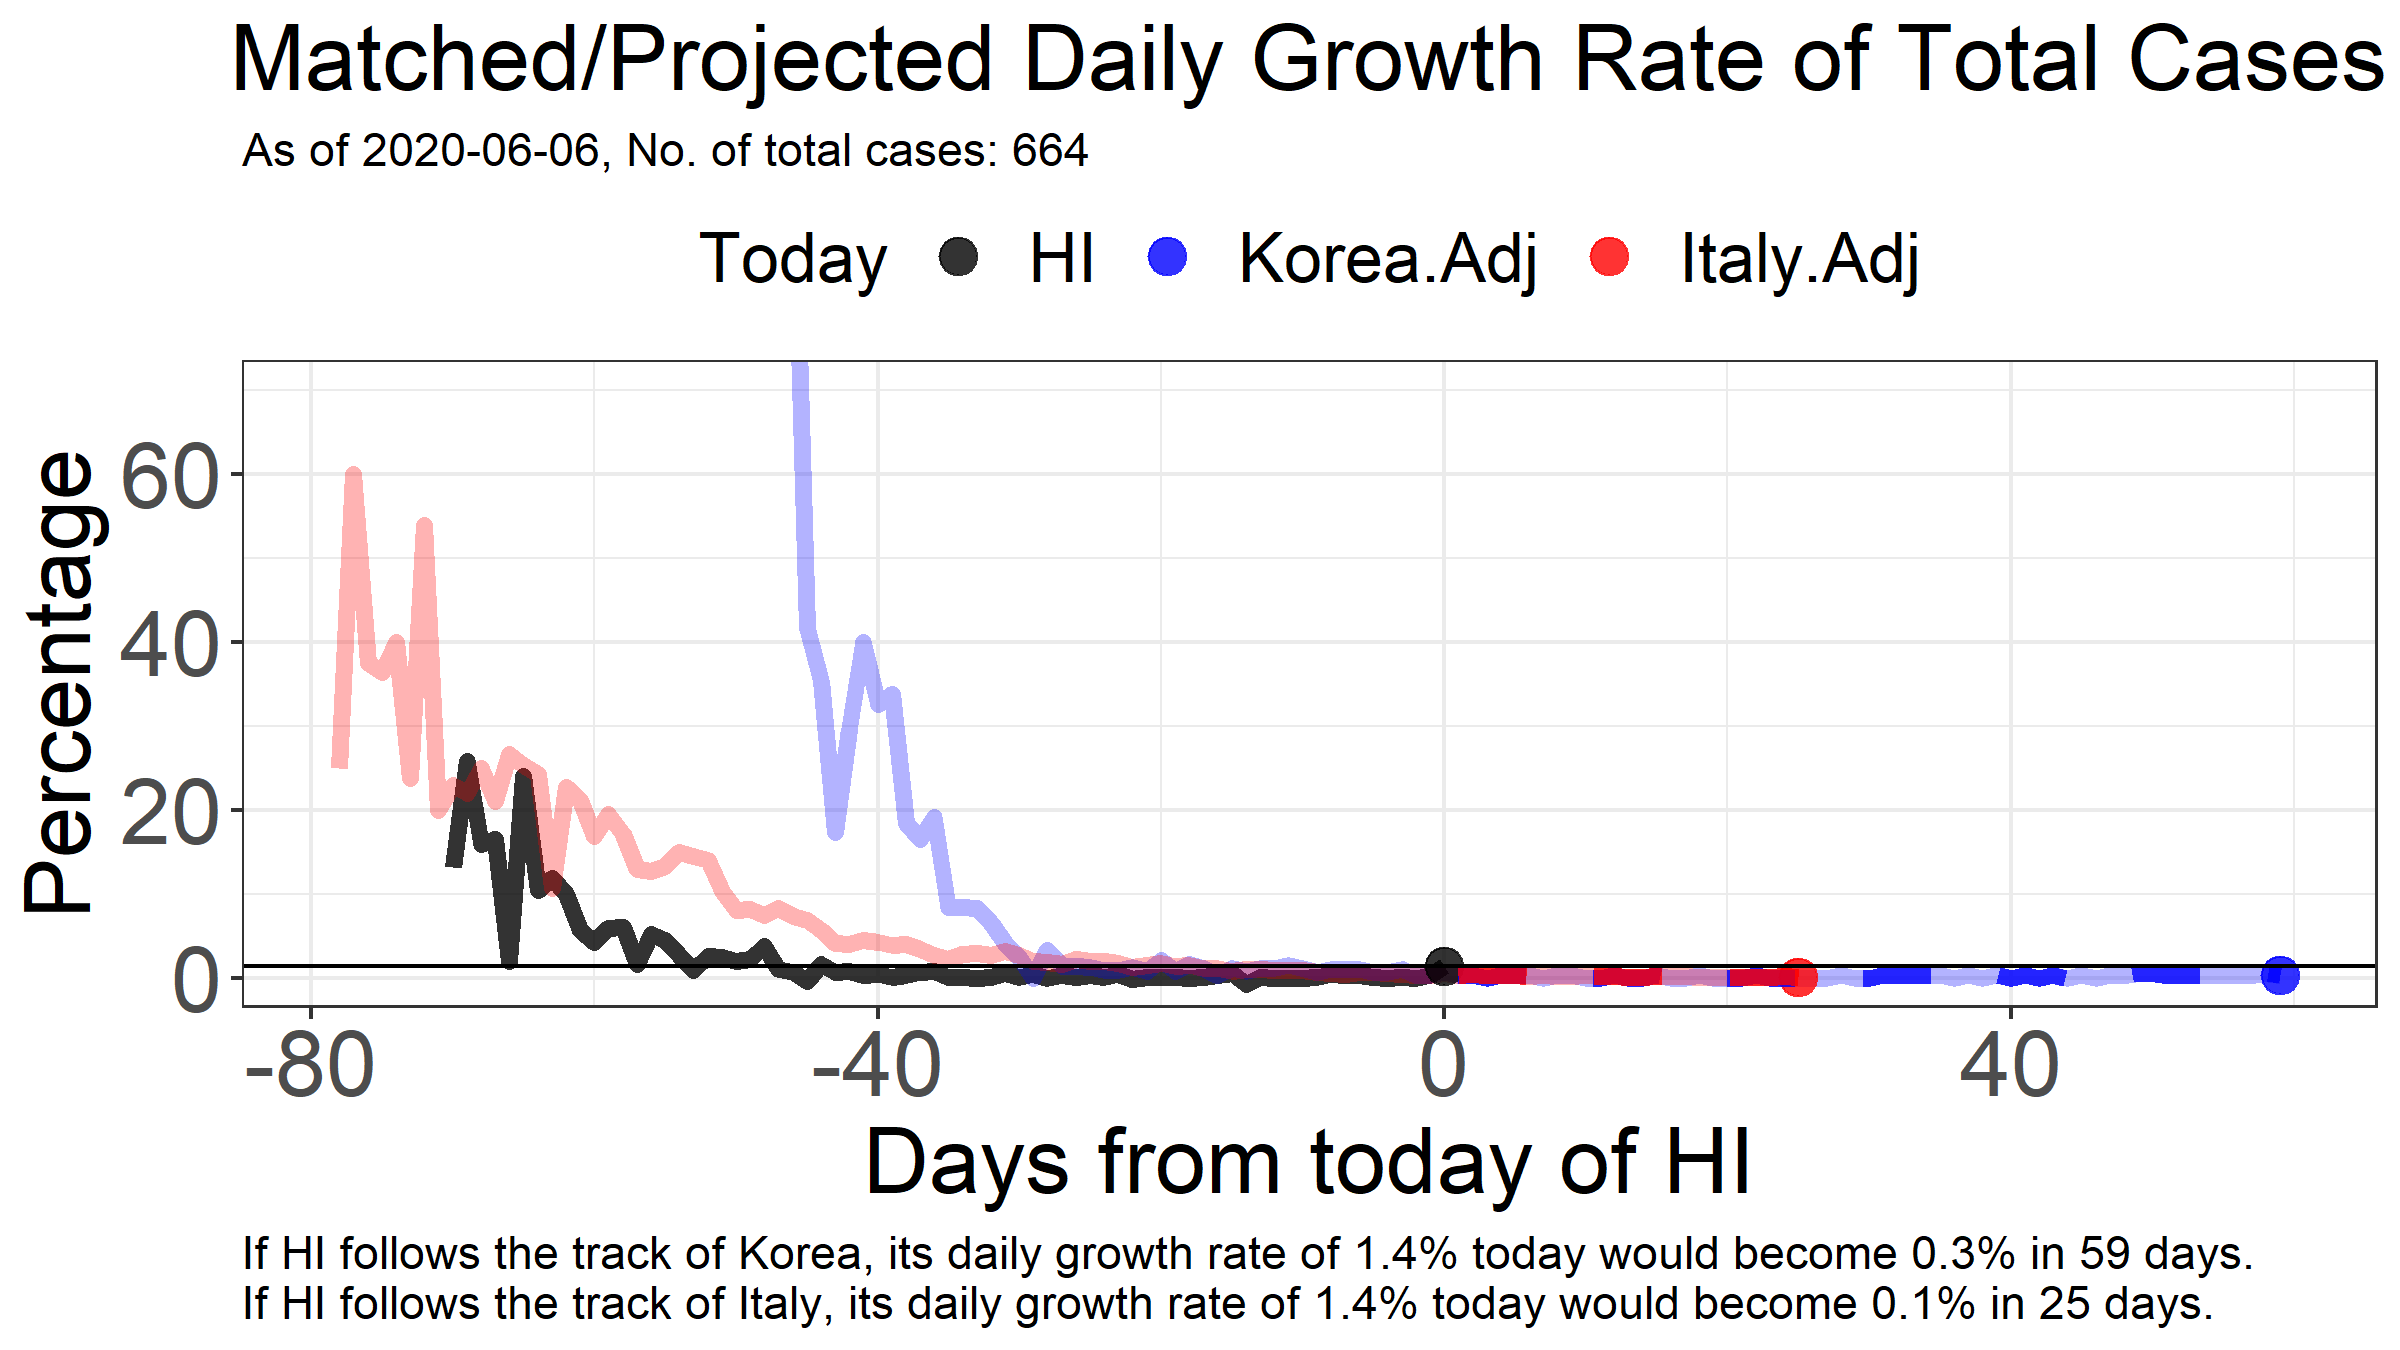 Matched/Projected Daily Growth Rate of Total Cases
As of 2020-06-06, No. of total cases: 664
Today HI Korea.Adj Italy.Adj
Percentage
60
40
20
0
-80 -40 0 40
Days from today of HI
If HI follows the track of Korea, its daily growth rate of 1.4% today would become 0.3% in 59 days.
If HI follows the track of Italy, its daily growth rate of 1.4% today would become 0.1% in 25 days.